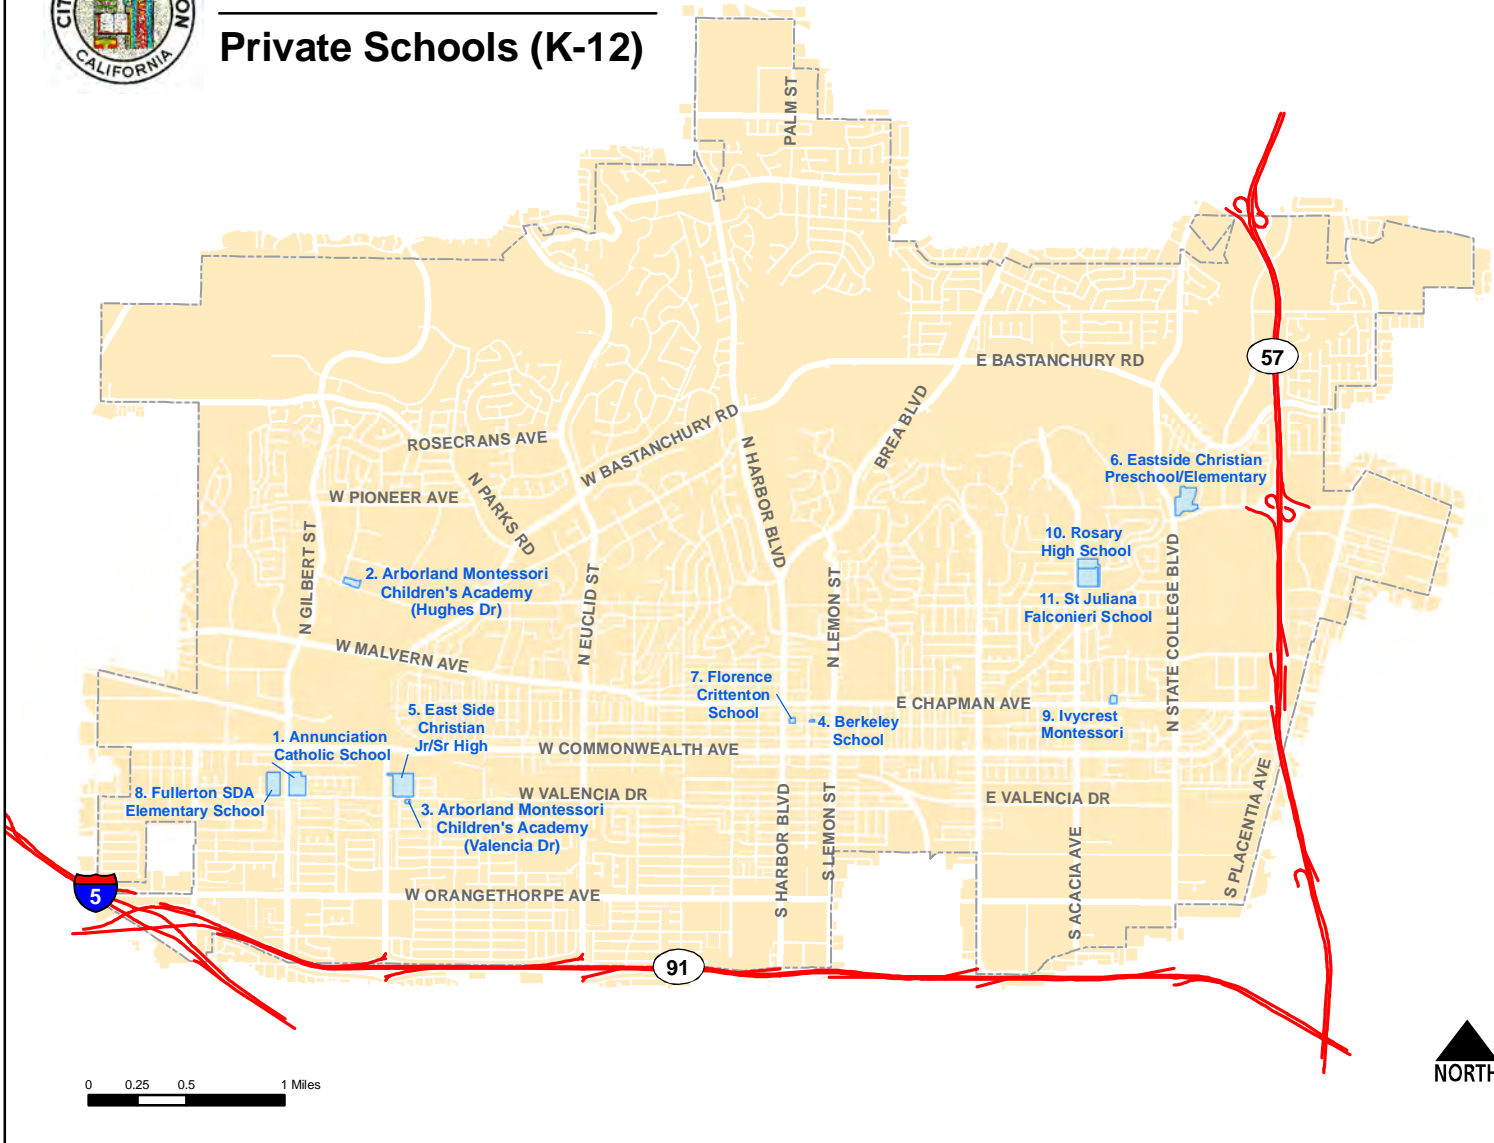 CIT
ON
CALIFORNIA
Private Schools (K-12)
PALM ST
57
E BASTANCHURY RD
BREA BLVD
W BASTANCHURY RD
ROSECRANS AVE
N HARBOR BLVD
6. Eastside Christian
Preschool/Elementary
W PIONEER AVE
N PARKS RD
N GILBERT ST
10. Rosary
High School
2. Arborland Montessori
Children's Academy
(Hughes Dr)
N EUCLID ST
N LEMON ST
11. St Juliana
Falconieri School
N STATE COLLEGE BLVD
W MALVERN AVE
7. Florence
Crittenton
School
E CHAPMAN AVE
5. East Side
Christian
Jr/Sr High
4. Berkeley
School
9. Ivycrest
Montessori
1. Annunciation
Catholic School
W COMMONWEALTH AVE
8. Fullerton SDA
Elementary School
W VALENCIA DR
E VALENCIA DR
3. Arborland Montessori
Children's Academy
(Valencia Dr)
S HARBOR BLVD
S LEMON ST
S PLACENTIA AVE
S ACACIA AVE
5
W ORANGETHORPE AVE
91
NORTH
0 0.25 0.5 1 Miles